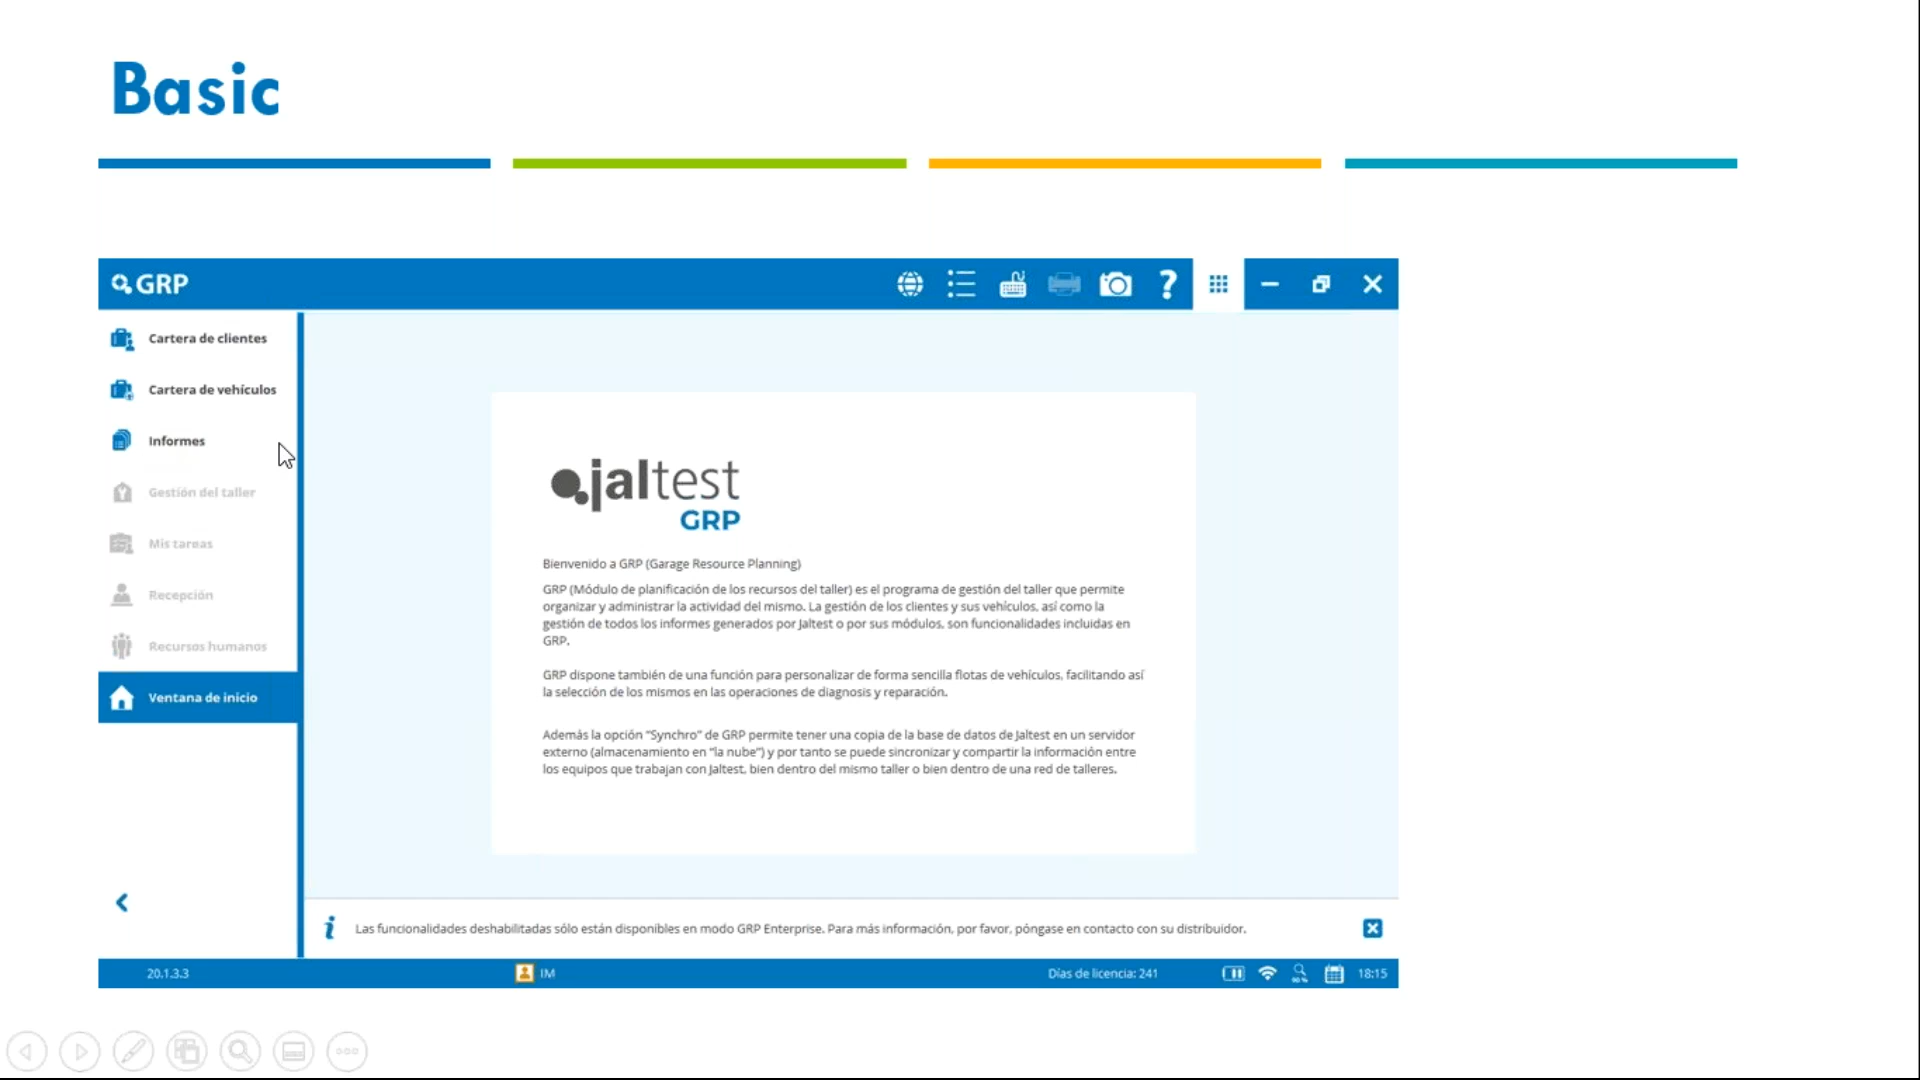 Basic
GRP
Cartera de clientes
Cartera de vehículos
Informes
Gestión del taller
Mis tareas
Recepción
Recursos humanos
Ventana de inicio
jaltest
GRP
Bienvenido a GRP (Garage Resource Planning)
GRP (Módulo de planificación de los recursos del taller) es el programa de gestión del taller que permite
organizar y administrar la actividad del mismo. La gestión de los clientes y sus vehículos, así como la
gestión de todos los informes generados por Jaltest o por sus módulos, son funcionalidades incluidas en
GRP.
GRP dispone también de una función para personalizar de forma sencilla flotas de vehículos, facilitando así
la selección de los mismos en las operaciones de diagnosis y reparación.
Además la opción "Synchro" de GRP permite tener una copia de la base de datos de Jaltest en un servidor
externo (almacenamiento en "la nube") y por tanto se puede sincronizar y compartir la información entre
los equipos que trabajan con Jaltest, bien dentro del mismo taller o bien dentro de una red de talleres.
Las funcionalidades deshabilitadas sólo están disponibles en modo GRP Enterprise. Para más información, por favor, póngase en contacto con su distribuidor.
20.1.3.3
IM
Días de licencia: 241
18:15